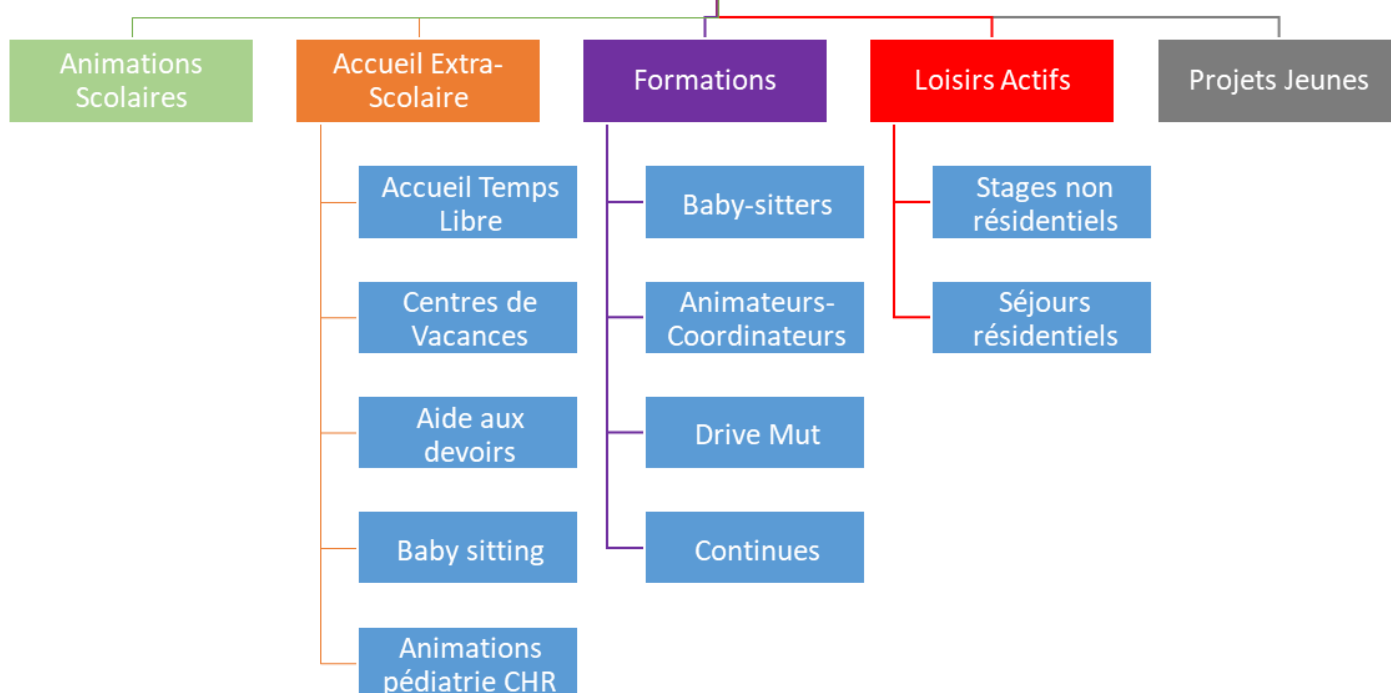 Animations
Scolaires
Accueil Extra-
Scolaire
Formations
Loisirs Actifs
Projets Jeunes
Accueil Temps
Libre
Centres de
Vacances
Aide aux
devoirs
Baby sitting
Animations
pédiatrie CHR
Baby-sitters
Animateurs-
Coordinateurs
Drive Mut
Continues
Stages non
résidentiels
Séjours
résidentiels